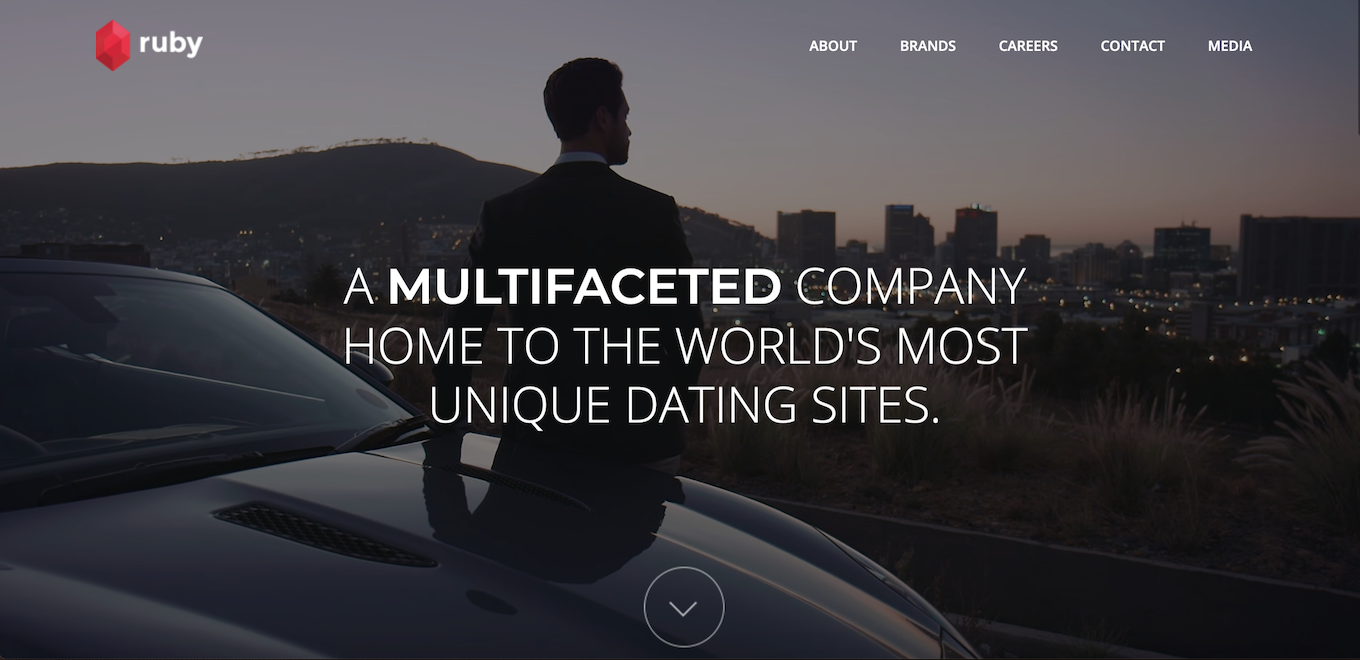 ruby
ABOUT BRANDS CAREERS CONTACT MEDIA
A MULTIFACETED COMPANY
HOME TO THE WORLD'S MOST
UNIQUE DATING SITES.